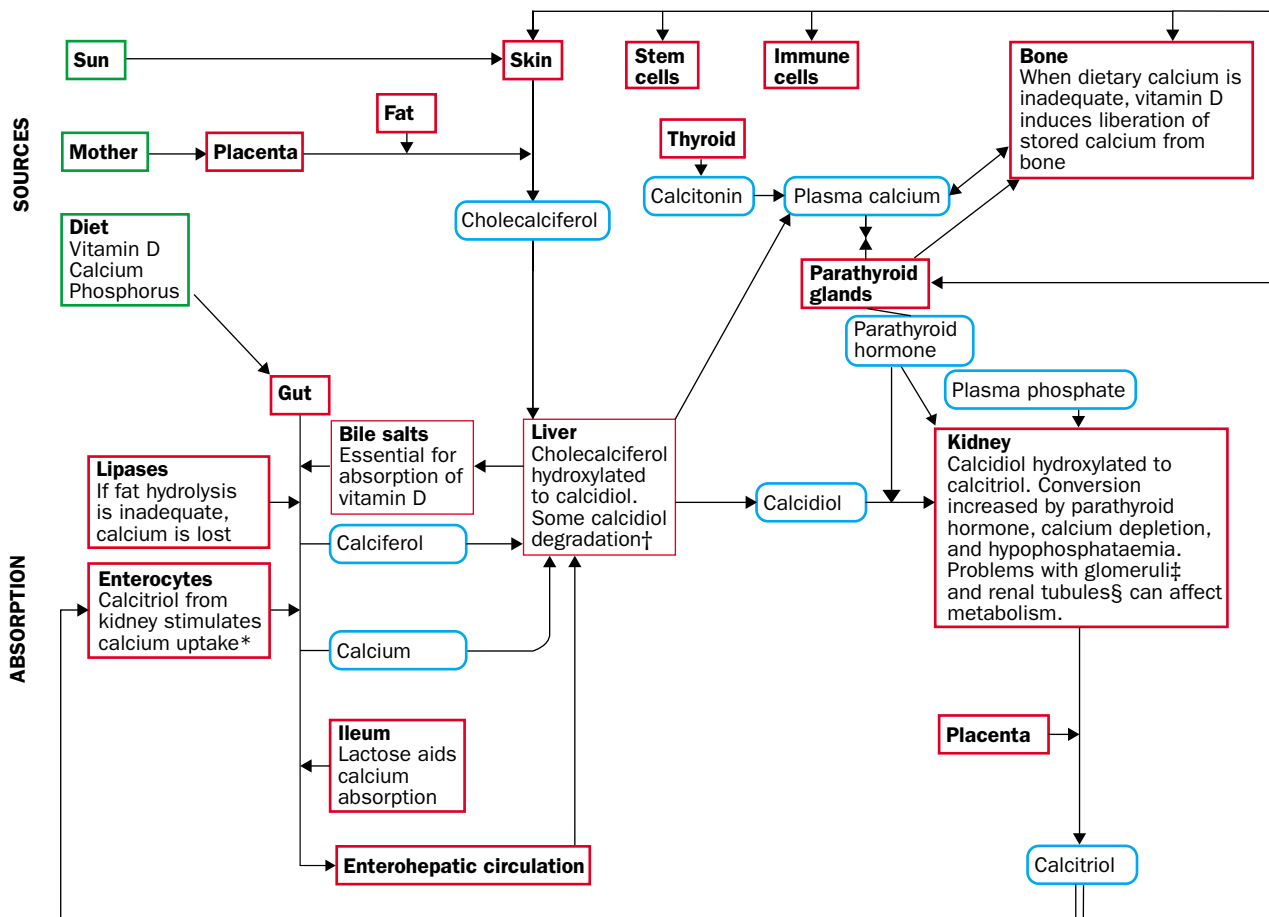 SOURCES
ABSORPTION
Sun
Skin
Stem
cells
Immune
cells
Bone
When dietary calcium is
inadequate, vitamin D
induces liberation of
stored calcium from
bone
Fat
Mother
Placenta
Thyroid
Calcitonin
Plasma calcium
Cholecalciferol
Diet
Vitamin D
Calcium
Phosphorus
Parathyroid
glands
Parathyroid
hormone
Plasma phosphate
Gut
Bile salts
Essential for
absorption of
vitamin D
Liver
Cholecalciferol
hydroxylated
to calcidiol.
Some calcidiol
degradation†
Kidney
Calcidiol hydroxylated to
calcitriol. Conversion
increased by parathyroid
hormone, calcium depletion,
and hypophosphataemia.
Problems with glomeruli‡
and renal tubules§ can affect
metabolism.
Lipases
If fat hydrolysis
is inadequate,
calcium is lost
Calcidiol
Calciferol
Enterocytes
Calcitriol from
kidney stimulates
calcium uptake*
Calcium
Ileum
Lactose aids
calcium
absorption
Placenta
Enterohepatic circulation
Calcitriol